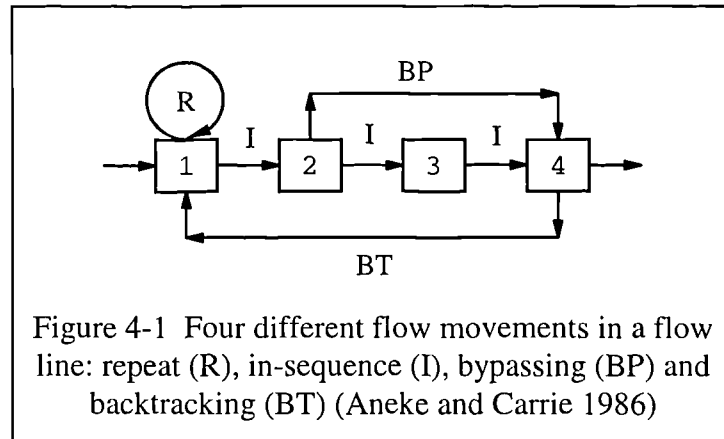 BP
R
I
I
I
1
2
3
4
BT
Figure 4-1 Four different flow movements in a flow
line: repeat (R), in-sequence (I), bypassing (BP) and
backtracking (BT) (Aneke and Carrie 1986)